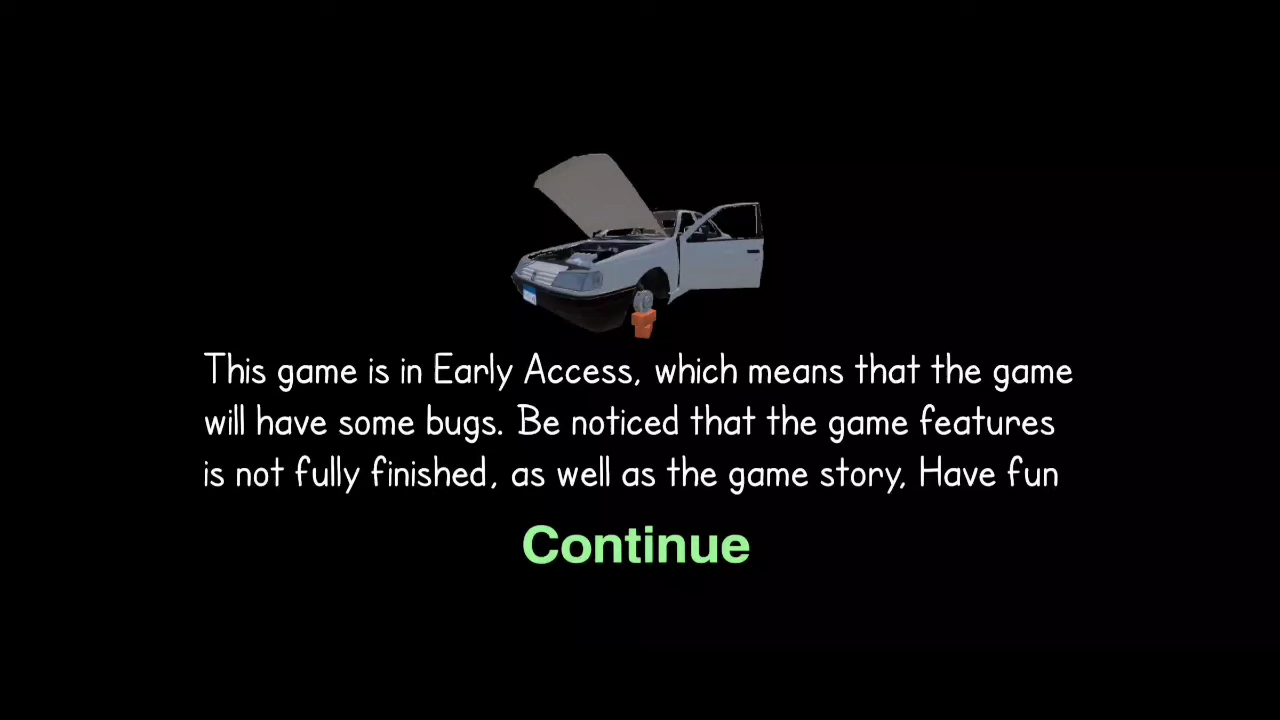 This game is in Early Access, which means that the game
will have some bugs. Be noticed that the game features
is not fully finished, as well as the game story, Have fun
Continue